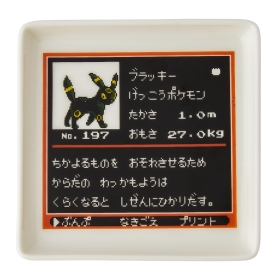 ブラッキー
げっこうポケモン
たかさ 1.0m
おもさ 27.0kg
No.197
ちかよるものを おそれさせるため
からだの わっかもようは
くらくなると しぜんにひかりだす。
▶ぶんぷ なきごえ プリント